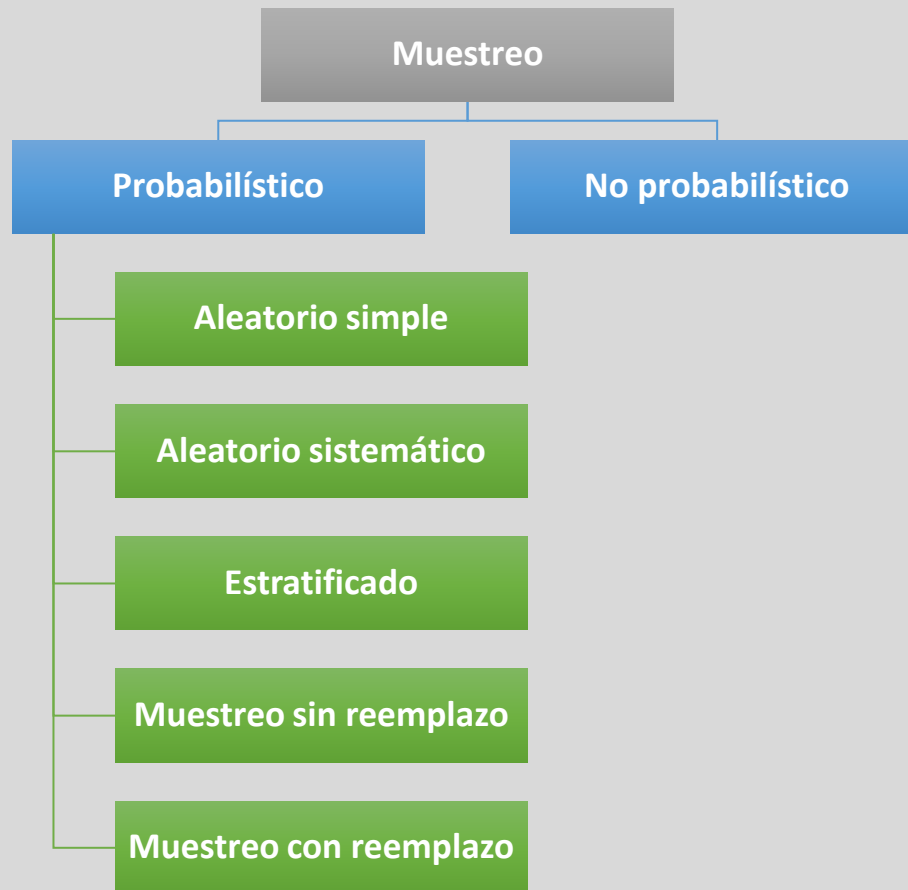 Muestreo
Probabilístico
No probabilístico
Aleatorio simple
Aleatorio sistemático
Estratificado
Muestreo sin reemplazo
Muestreo con reemplazo